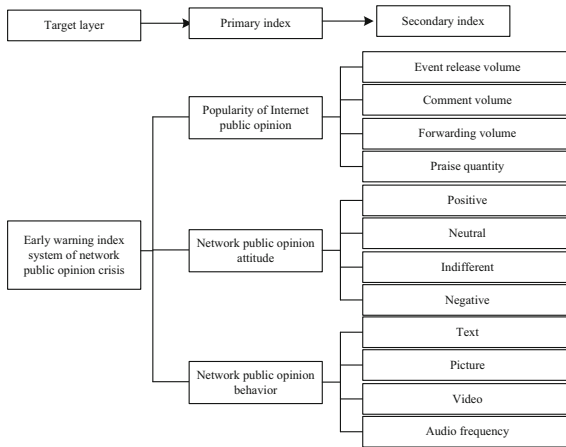 Target layer
Primary index
Secondary index
Event release volume
Popularity of Internet
public opinion
Comment volume
Forwarding volume
Praise quantity
Early warning index
system of network
public opinion crisis
Network public opinion
attitude
Positive
Neutral
Indifferent
Negative
Network public opinion
behavior
Text
Picture
Video
Audio frequency